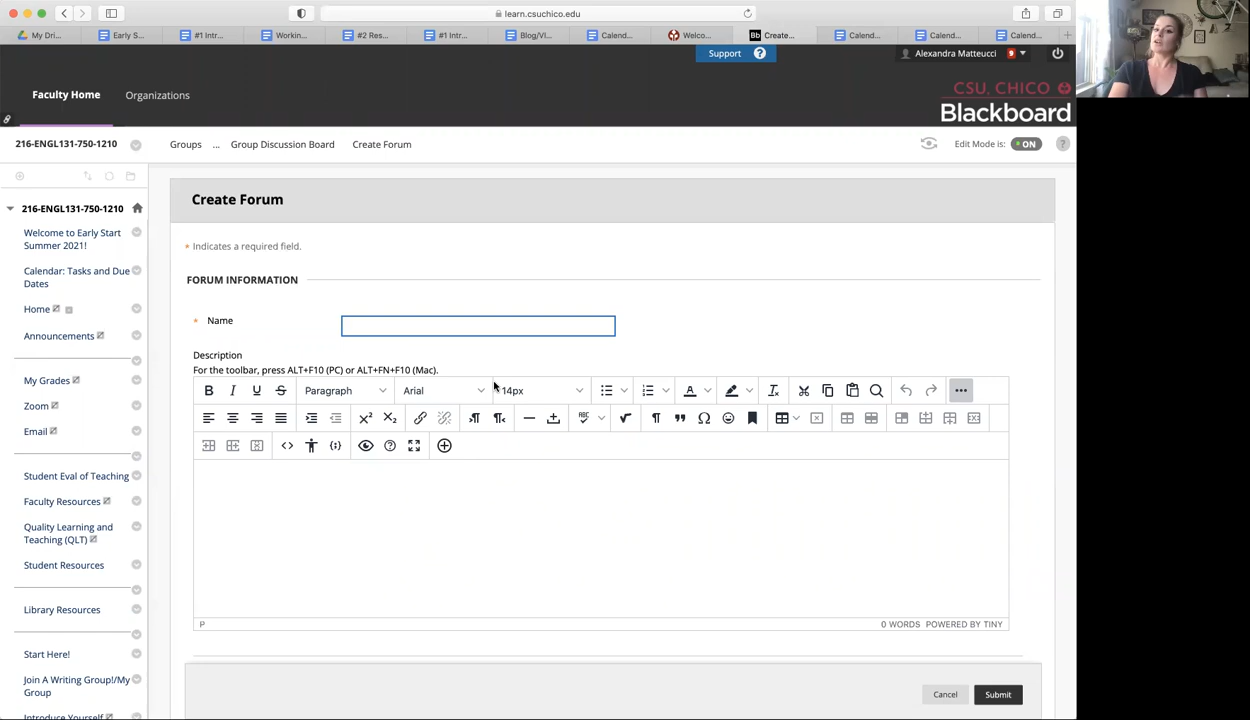 learn.csuchico.edu
My Dri...
Early S...
#1 Intr...
Workin...
#2 Res...
#1 Intr...
Blog/Vl...
Calend...
Welco...
Bb Create...
Calend...
Calend...
Calend...
Support ?
Alexandra Matteucci 9
Faculty Home
Organizations
CSU, CHICO
Blackboard
216-ENGL131-750-1210
Groups ... Group Discussion Board Create Forum
Edit Mode is: ON ?
216-ENGL131-750-1210
Welcome to Early Start
Summer 2021!
Calendar: Tasks and Due
Dates
Home
Announcements
My Grades
Zoom
Email
Student Eval of Teaching
Faculty Resources
Quality Learning and
Teaching (QLT)
Student Resources
Library Resources
Start Here!
Join A Writing Group!/My
Group
Introduce Yourself
Create Forum
* Indicates a required field.
FORUM INFORMATION
* Name
Description
For the toolbar, press ALT+F10 (PC) or ALT+FN+F10 (Mac).
B I U S Paragraph Arial 14px
P
0 WORDS POWERED BY TINY
Cancel
Submit